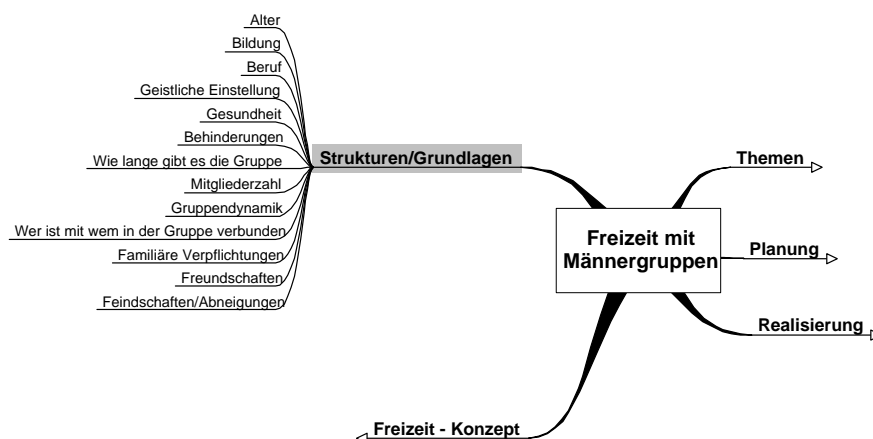 Alter
Bildung
Beruf
Geistliche Einstellung
Gesundheit
Behinderungen
Wie lange gibt es die Gruppe
Mitgliederzahl
Gruppendynamik
Wer ist mit wem in der Gruppe verbunden
Familiäre Verpflichtungen
Freundschaften
Feindschaften/Abneigungen
Strukturen/Grundlagen
Freizeit mit
Männergruppen
Themen
Planung
Realisierung
Freizeit - Konzept